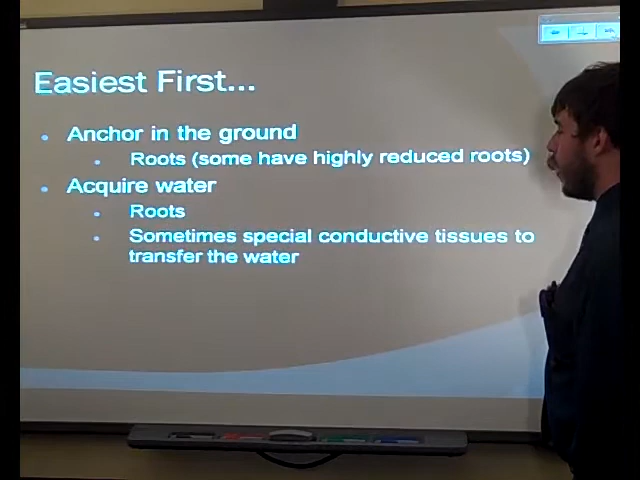 Easiest First...
• Anchor in the ground
• Roots (some have highly reduced roots)
• Acquire water
• Roots
• Sometimes special conductive tissues to
transfer the water